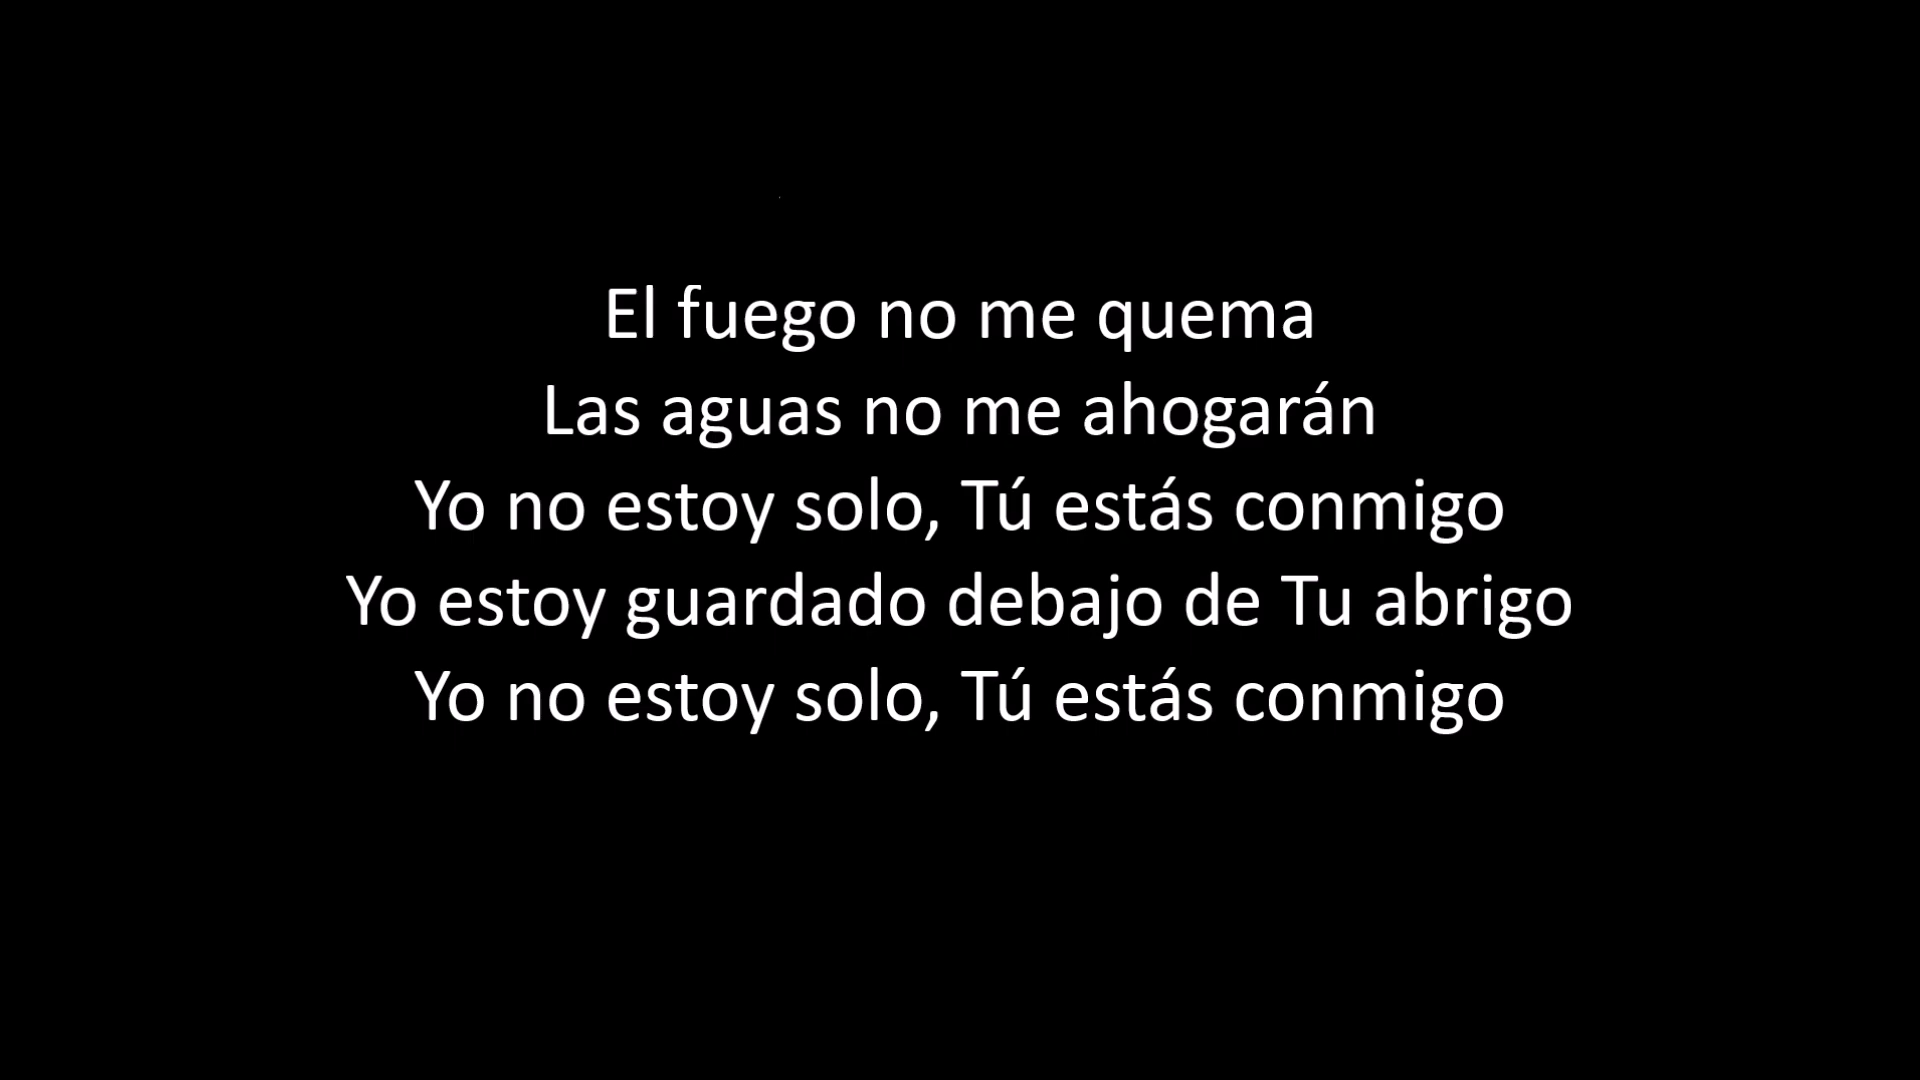 El fuego no me quema
Las aguas no me ahogarán
Yo no estoy solo, Tú estás conmigo
Yo estoy guardado debajo de Tu abrigo
Yo no estoy solo, Tú estás conmigo